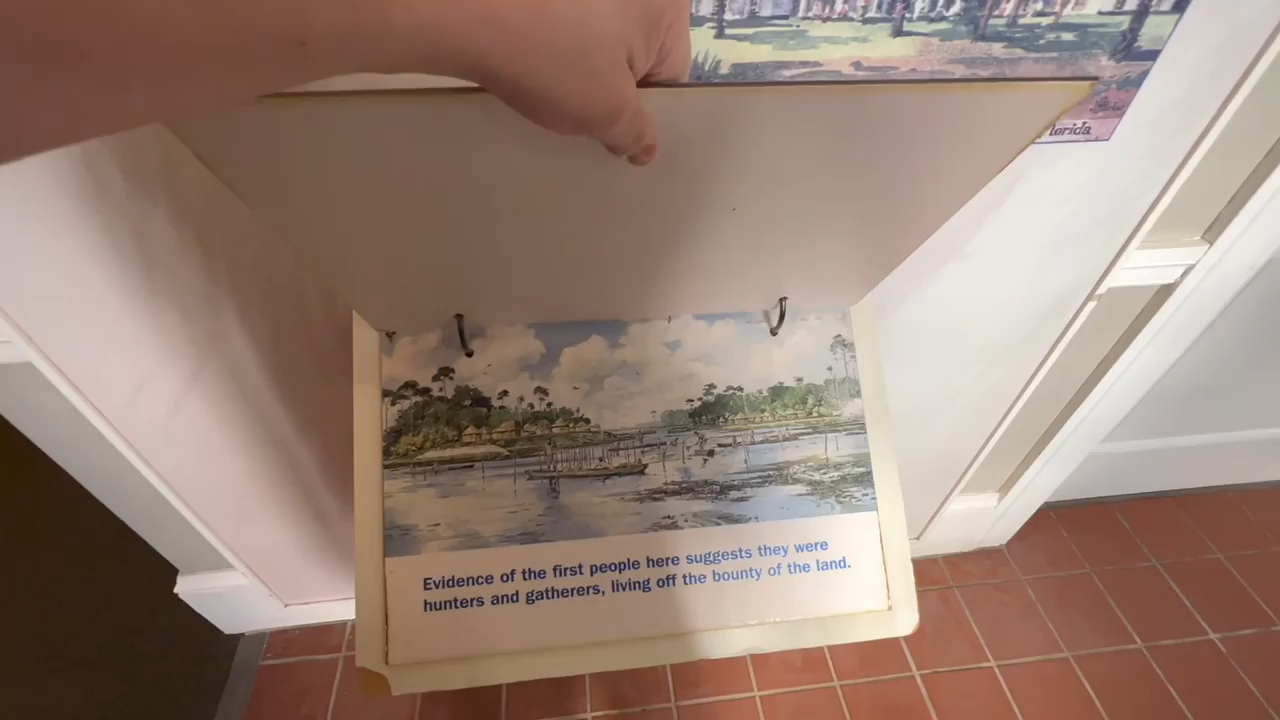 lorida
Evidence of the first people here suggests they were
hunters and gatherers, living off the bounty of the land.